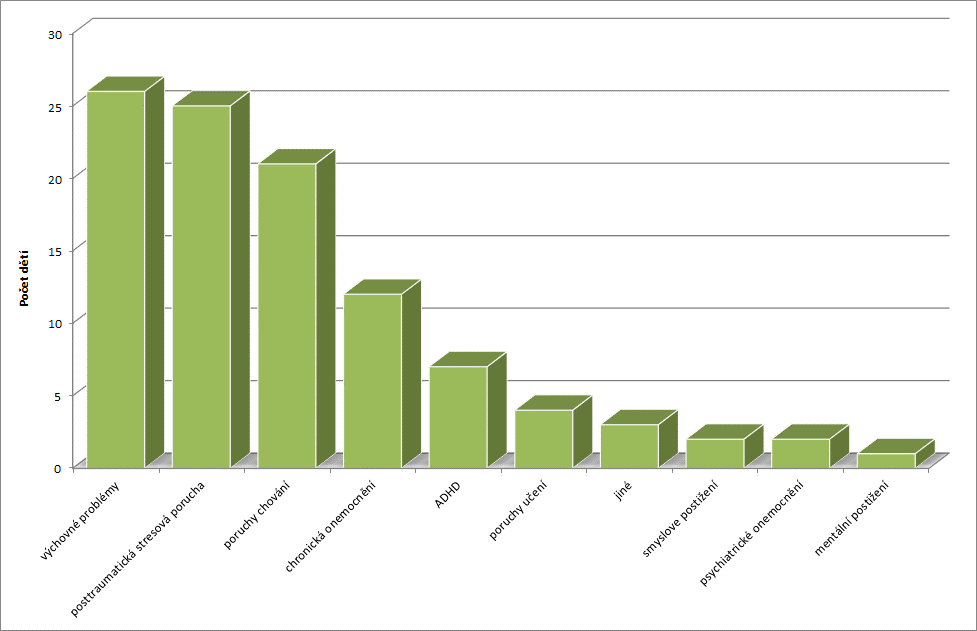 30
25
20
15
10
5
0
Počet dětí
výchovné problémy
posttraumatická stresová porucha
poruchy chování
chronická onemocnění
ADHD
poruchy učení
jiné
smyslove postižení
psychiatrické onemocnění
mentální postižení